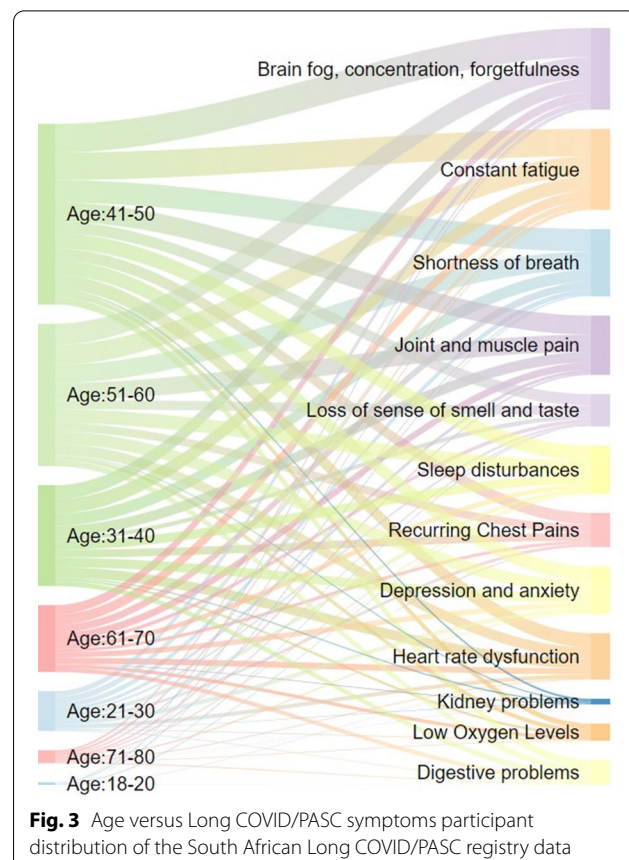 Brain fog, concentration, forgetfulness
Constant fatigue
Shortness of breath
Joint and muscle pain
Loss of sense of smell and taste
Sleep disturbances
Recurring Chest Pains
Depression and anxiety
Heart rate dysfunction
Kidney problems
Low Oxygen Levels
Digestive problems
Age:41-50
Age:51-60
Age:31-40
Age:61-70
Age:21-30
Age:71-80
Age:18-20
Fig. 3 Age versus Long COVID/PASC symptoms participant
distribution of the South African Long COVID/PASC registry data